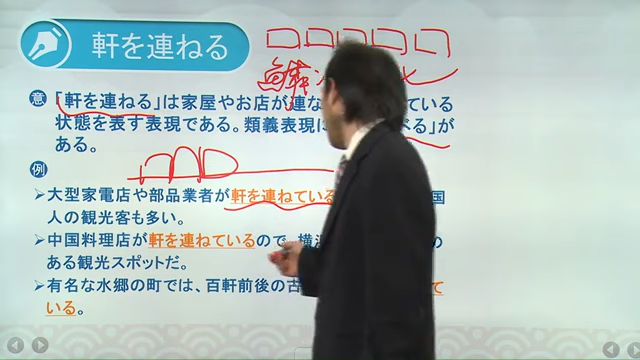 軒を連ねる
意 「軒を連ねる」は家屋やお店が連な ている
状態を表す表現である。類義表現に べる」が
ある。
例
➤大型家電店や部品業者が軒を連ねてい 国
人の観光客も多い。
➤中国料理店が軒を連ねているので、横 の
ある観光スポットだ。
➤有名な水郷の町では、百軒前後の古 て
いる。